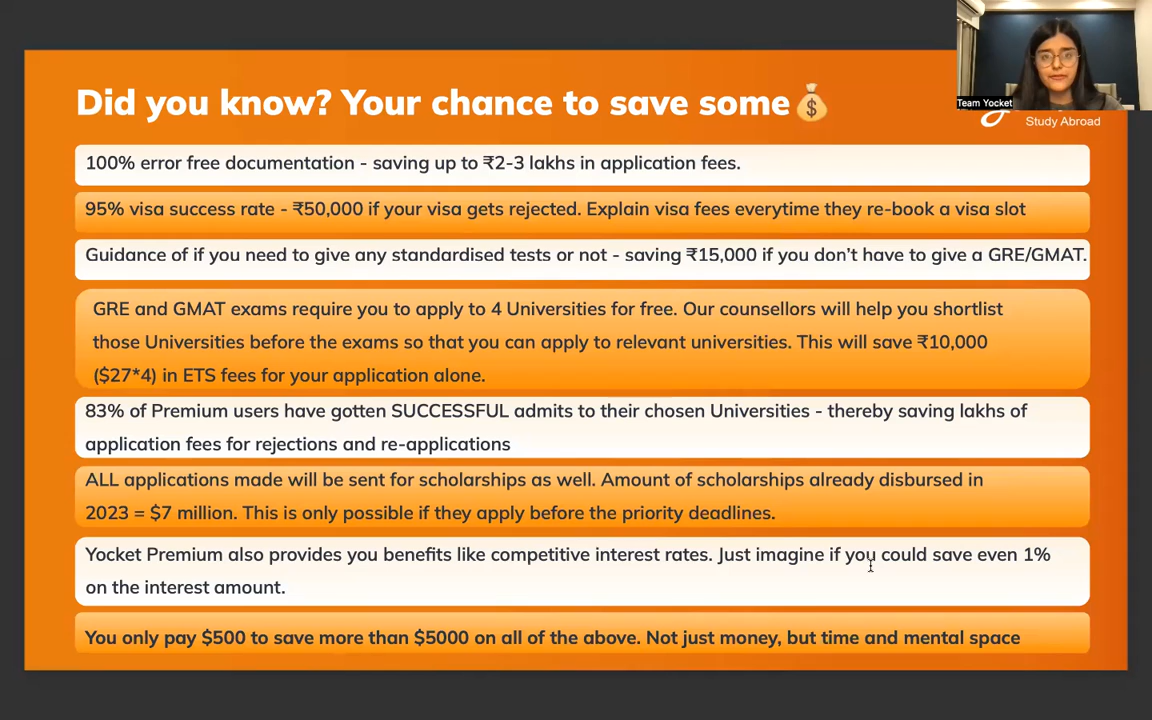 Team Yocket
Study Abroad
Did you know? Your chance to save some
100% error free documentation - saving up to ₹2-3 lakhs in application fees.
95% visa success rate - ₹50,000 if your visa gets rejected. Explain visa fees everytime they re-book a visa slot
Guidance of if you need to give any standardised tests or not - saving ₹15,000 if you don’t have to give a GRE/GMAT.
GRE and GMAT exams require you to apply to 4 Universities for free. Our counsellors will help you shortlist
those Universities before the exams so that you can apply to relevant universities. This will save ₹10,000
($27*4) in ETS fees for your application alone.
83% of Premium users have gotten SUCCESSFUL admits to their chosen Universities - thereby saving lakhs of
application fees for rejections and re-applications
ALL applications made will be sent for scholarships as well. Amount of scholarships already disbursed in
2023 = $7 million. This is only possible if they apply before the priority deadlines.
Yocket Premium also provides you benefits like competitive interest rates. Just imagine if you could save even 1%
on the interest amount.
You only pay $500 to save more than $5000 on all of the above. Not just money, but time and mental space